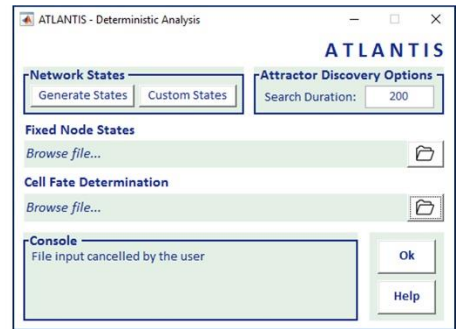 ATLANTIS - Deterministic Analysis
ATLANTIS
Network States
Generate States
Custom States
Attractor Discovery Options
Search Duration:
200
Fixed Node States
Browse file...
Cell Fate Determination
Browse file...
Console
File input cancelled by the user
Ok
Help